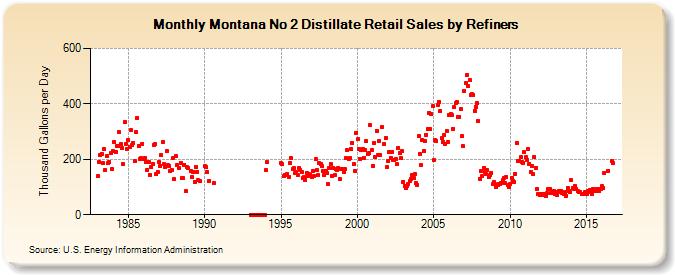 Monthly Montana No 2 Distillate Retail Sales by Refiners
Thousand Gallons per Day
600
400
200
0
1985 1990 1995 2000 2005 2010 2015
Source: U.S. Energy Information Administration